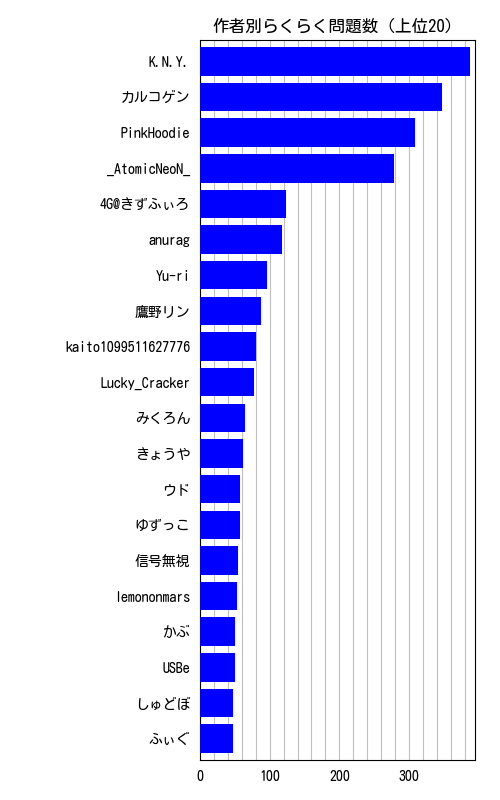 作者別らくらく問題数（上位20）
K.N.Y.
カルコゲン
PinkHoodie
_AtomicNeoN_
4G@きずふぃろ
anurag
Yu-ri
鷹野リン
kaito1099511627776
Lucky_Cracker
みくろん
きょうや
ウド
ゆずっこ
信号無視
lemononmars
かぶ
USBe
しゅどぼ
ふぃぐ
0 100 200 300